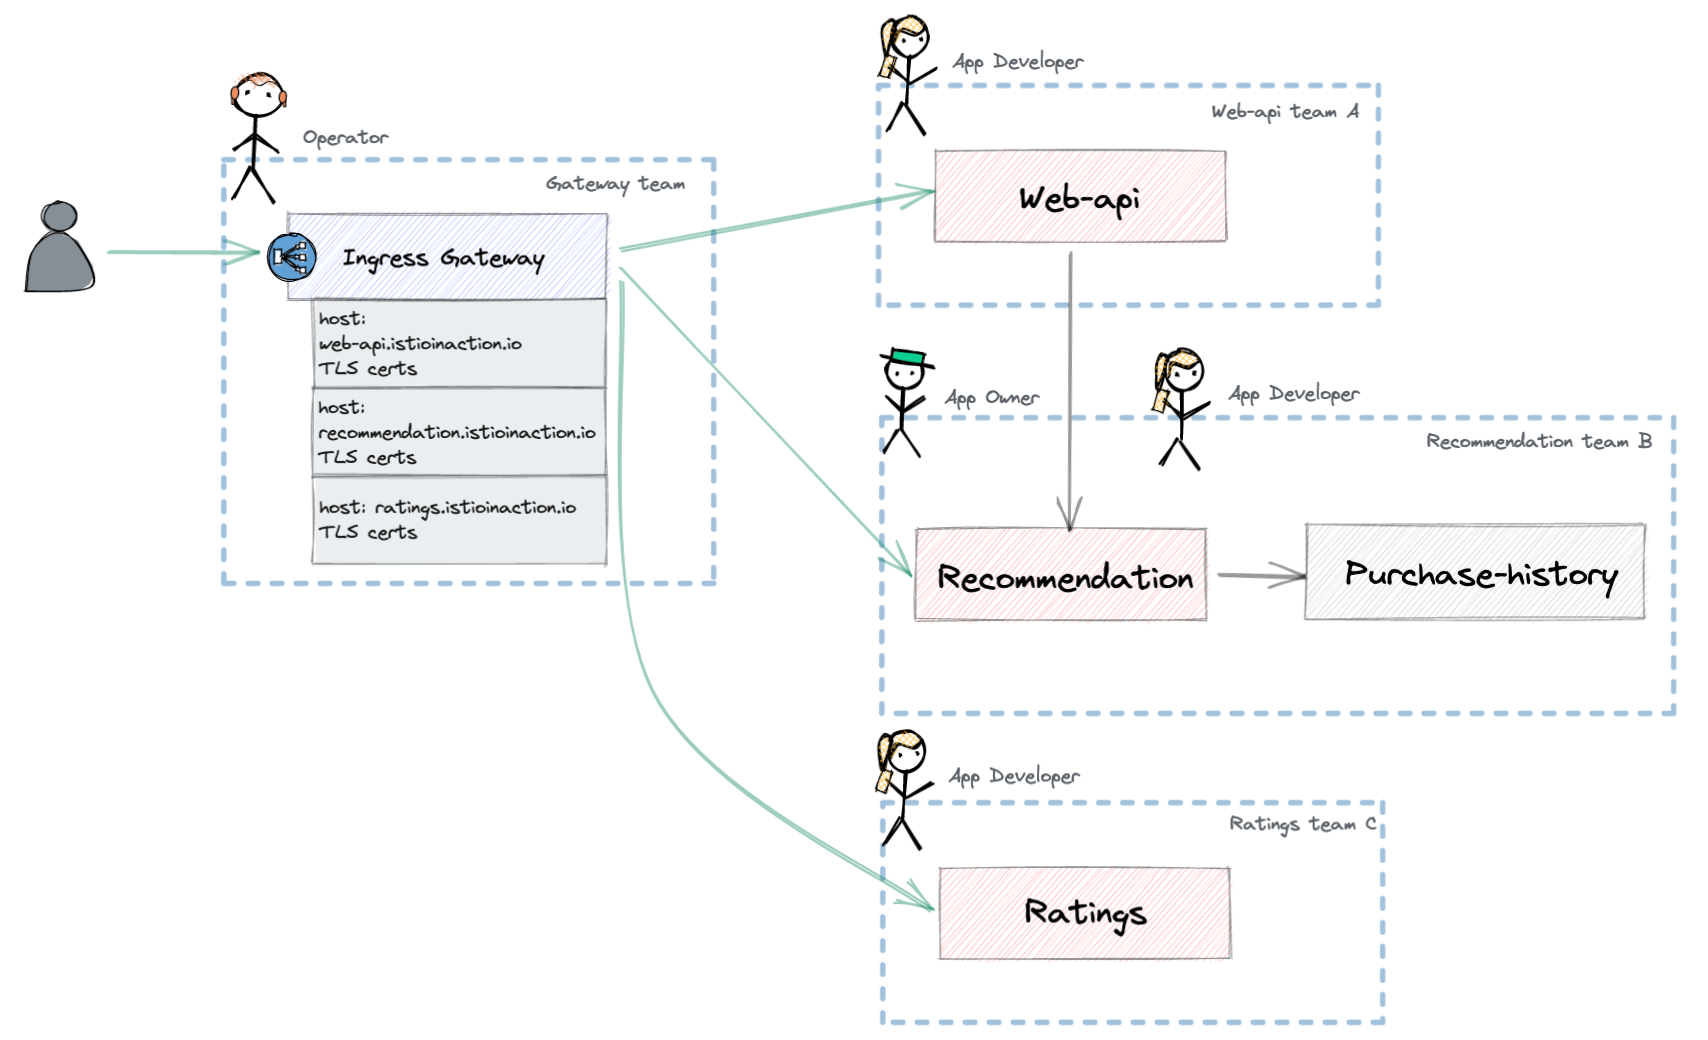 Operator
Gateway team
Ingress Gateway
host:
web-api.istioinaction.io
TLS certs
host:
recommendation.istioinaction.io
TLS certs
host: ratings.istioinaction.io
TLS certs
App Developer
Web-api team A
Web-api
App Owner
App Developer
Recommendation team B
Recommendation
Purchase-history
App Developer
Ratings team C
Ratings